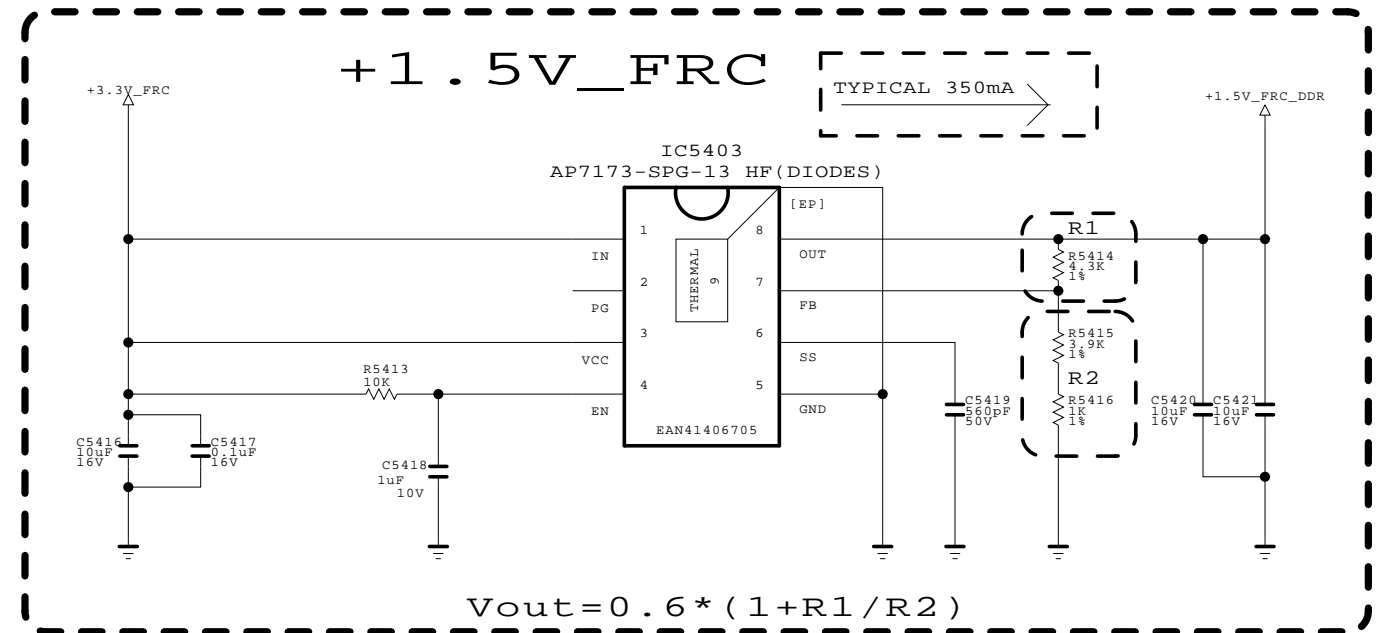 +1.5V_FRC
TYPICAL 350mA
+3.3V_FRC
+1.5V_FRC_DDR
IC5403
AP7173-SPG-13 HF(DIODES)
[EP]
1
8
IN
OUT
2
7
PG
FB
3
6
VCC
SS
4
5
EN
GND
THERMAL
9
EAN41406705
R1
R5414
4.3K
1%
R5415
3.9K
1%
R2
R5416
1K
1%
R5413
10K
C5416
10uF
16V
C5417
0.1uF
16V
C5418
1uF
10V
C5419
560pF
50V
C5420
10uF
16V
C5421
10uF
16V
Vout=0.6*(1+R1/R2)